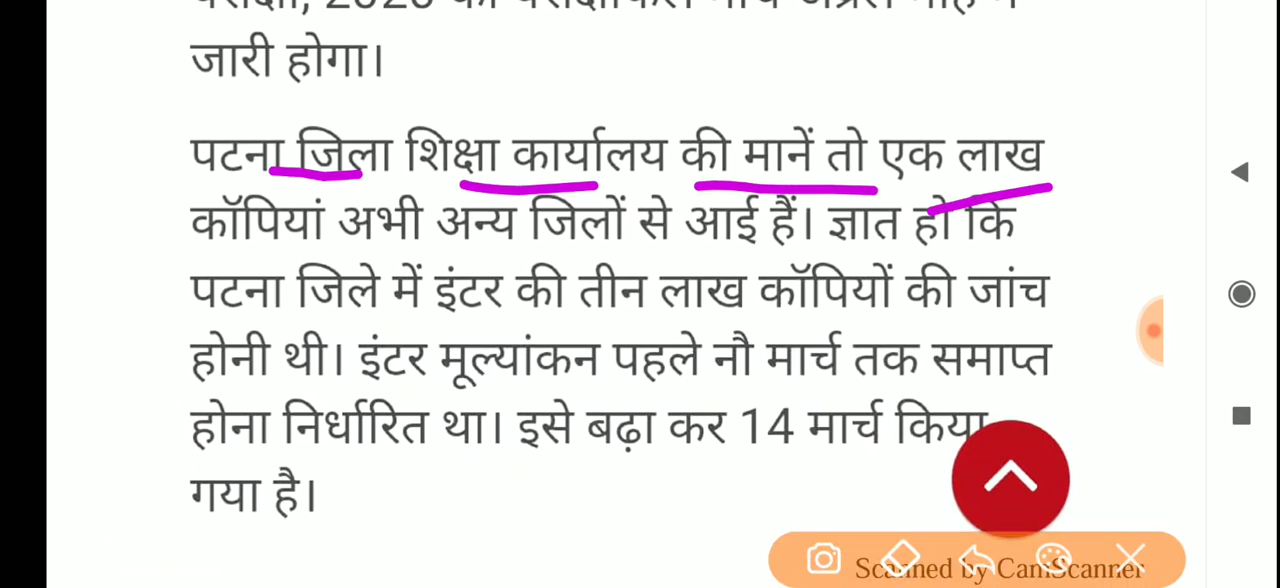 जारी होगा।
पटना जिला शिक्षा कार्यालय की मानें तो एक लाख
कॉपियां अभी अन्य जिलों से आई हैं। ज्ञात हो कि
पटना जिले में इंटर की तीन लाख कॉपियों की जांच
होनी थी। इंटर मूल्यांकन पहले नौ मार्च तक समाप्त
होना निर्धारित था। इसे बढ़ा कर 14 मार्च किया
गया है।
Scanned by CamScanner